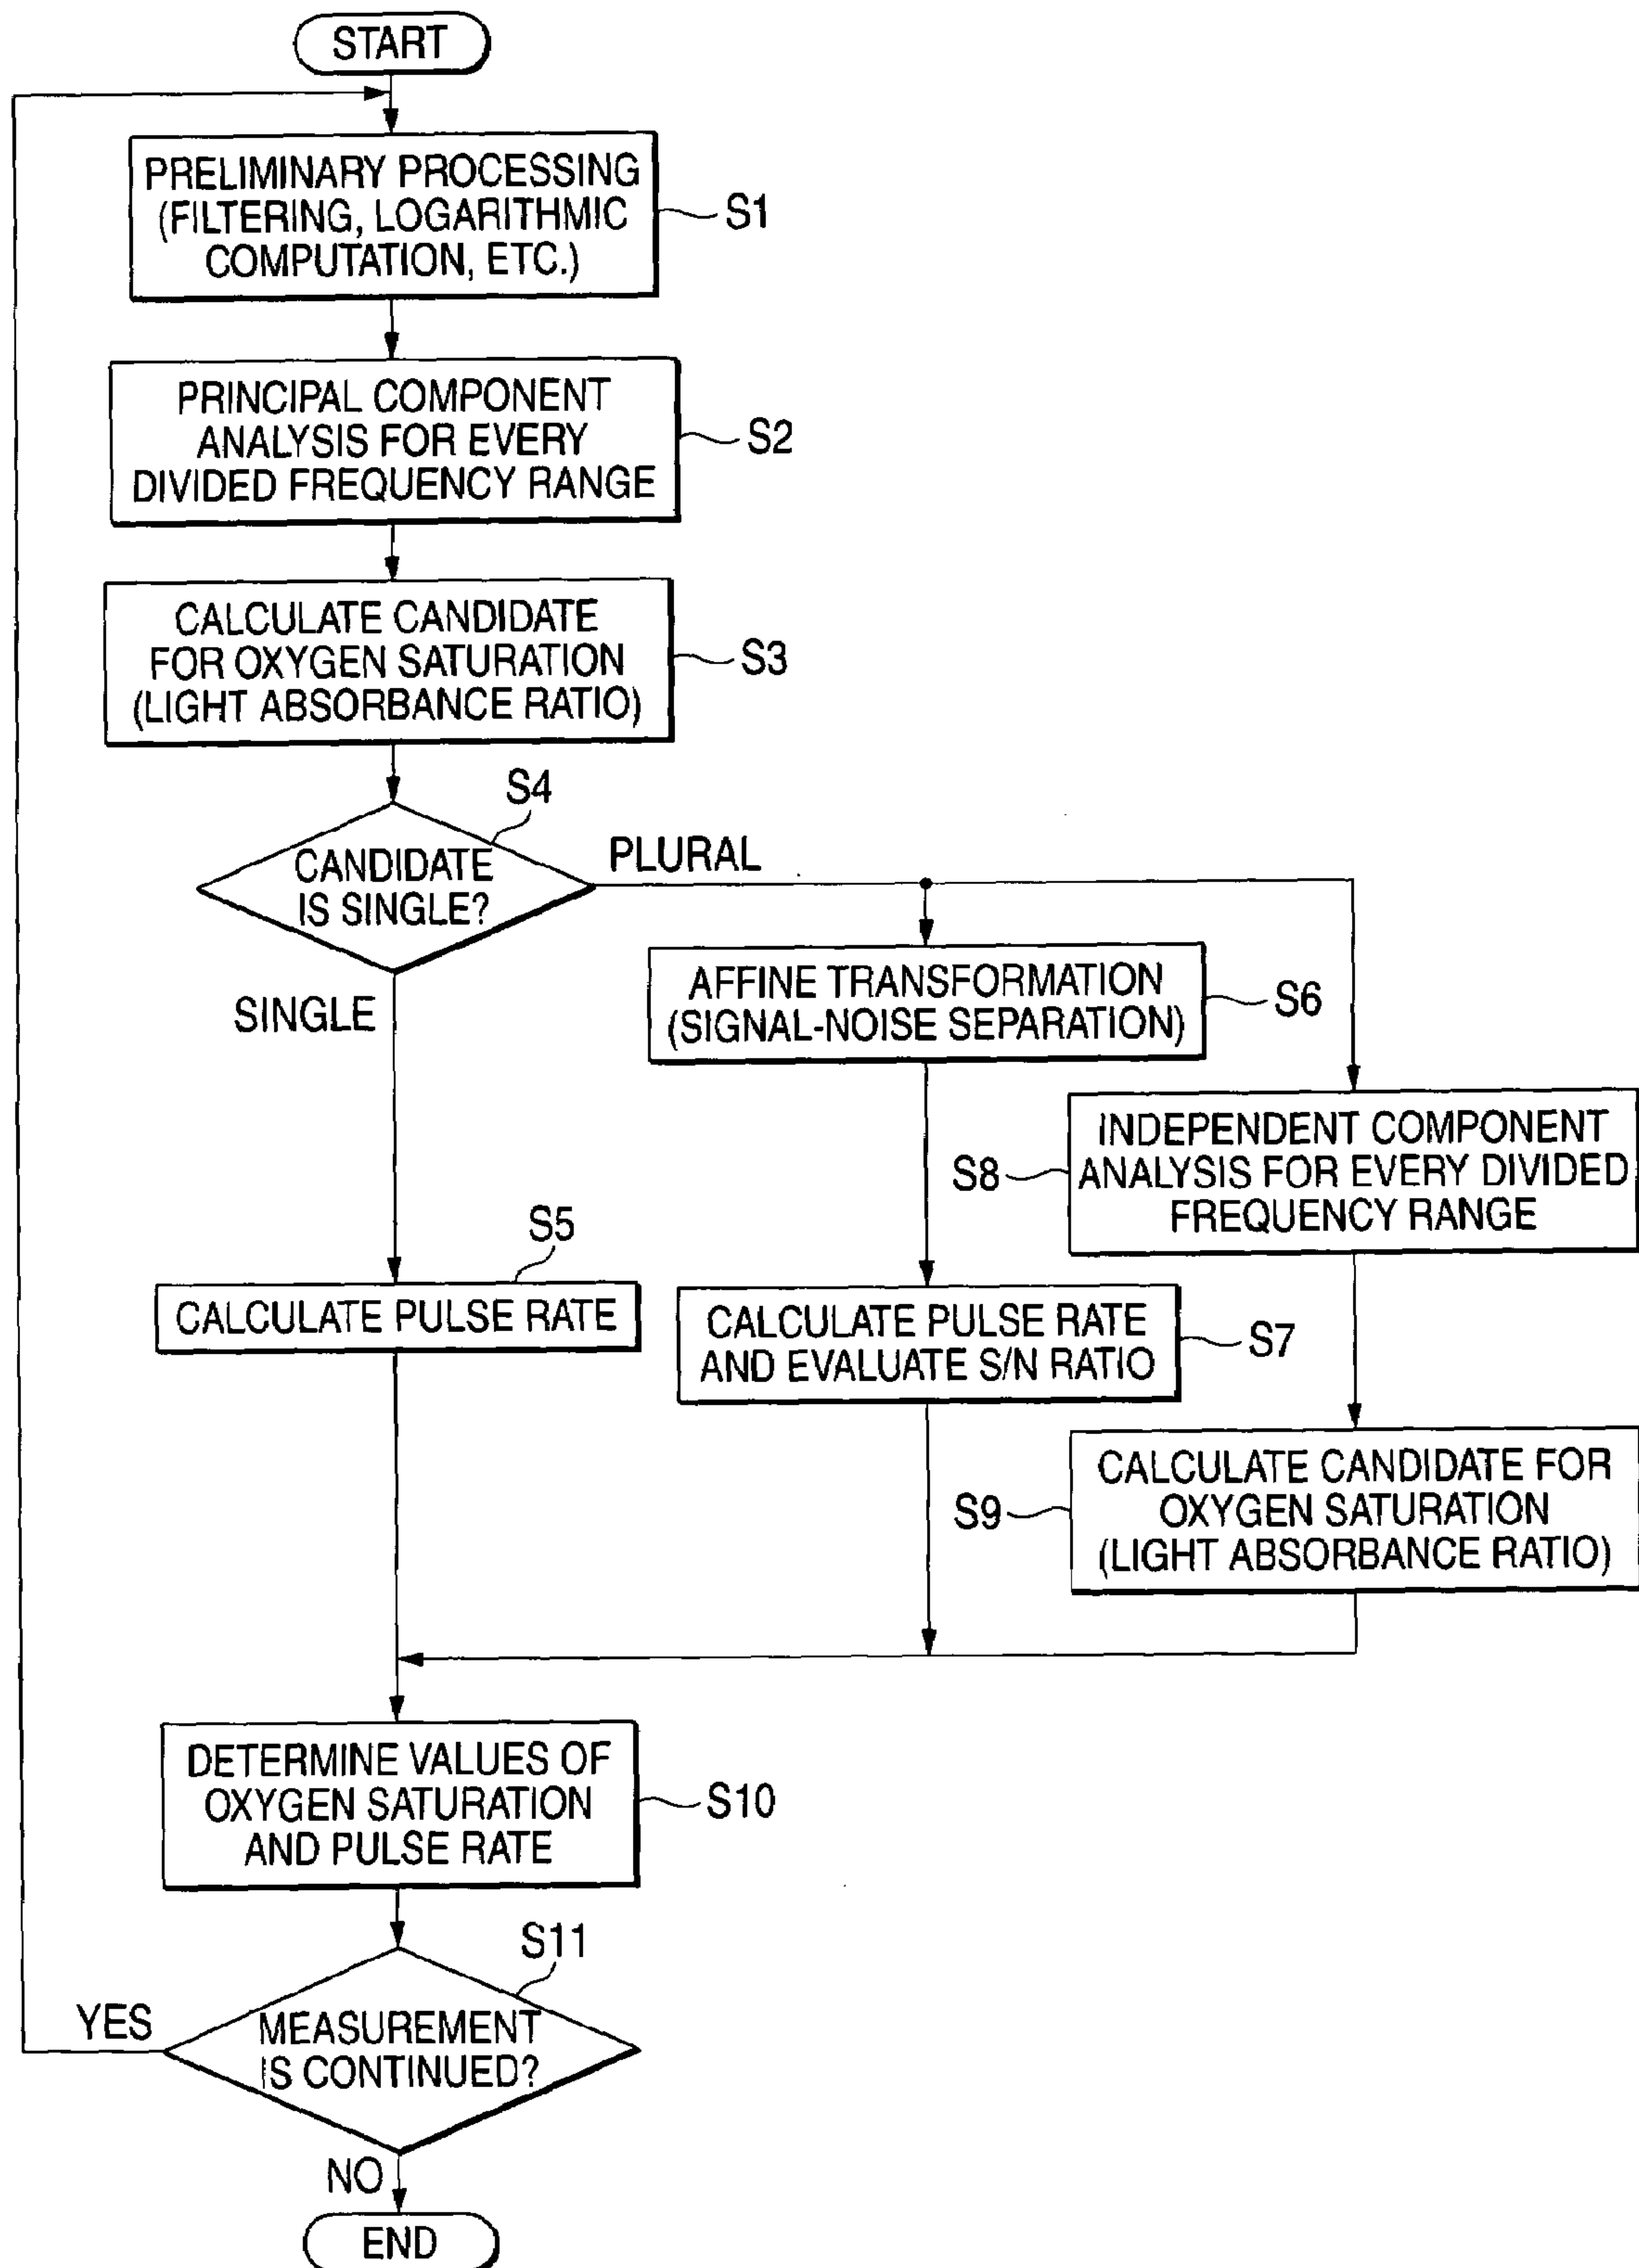 START
PRELIMINARY PROCESSING
(FILTERING, LOGARITHMIC
COMPUTATION, ETC.)
S1
PRINCIPAL COMPONENT
ANALYSIS FOR EVERY
DIVIDED FREQUENCY RANGE
S2
CALCULATE CANDIDATE
FOR OXYGEN SATURATION
(LIGHT ABSORBANCE RATIO)
S3
S4
CANDIDATE
IS SINGLE?
PLURAL
SINGLE
AFFINE TRANSFORMATION
(SIGNAL-NOISE SEPARATION)
S6
INDEPENDENT COMPONENT
ANALYSIS FOR EVERY DIVIDED
FREQUENCY RANGE
S8
S5
CALCULATE PULSE RATE
CALCULATE PULSE RATE
AND EVALUATE S/N RATIO
S7
CALCULATE CANDIDATE FOR
OXYGEN SATURATION
(LIGHT ABSORBANCE RATIO)
S9
DETERMINE VALUES OF
OXYGEN SATURATION
AND PULSE RATE
S10
S11
MEASUREMENT
IS CONTINUED?
YES
NO
END